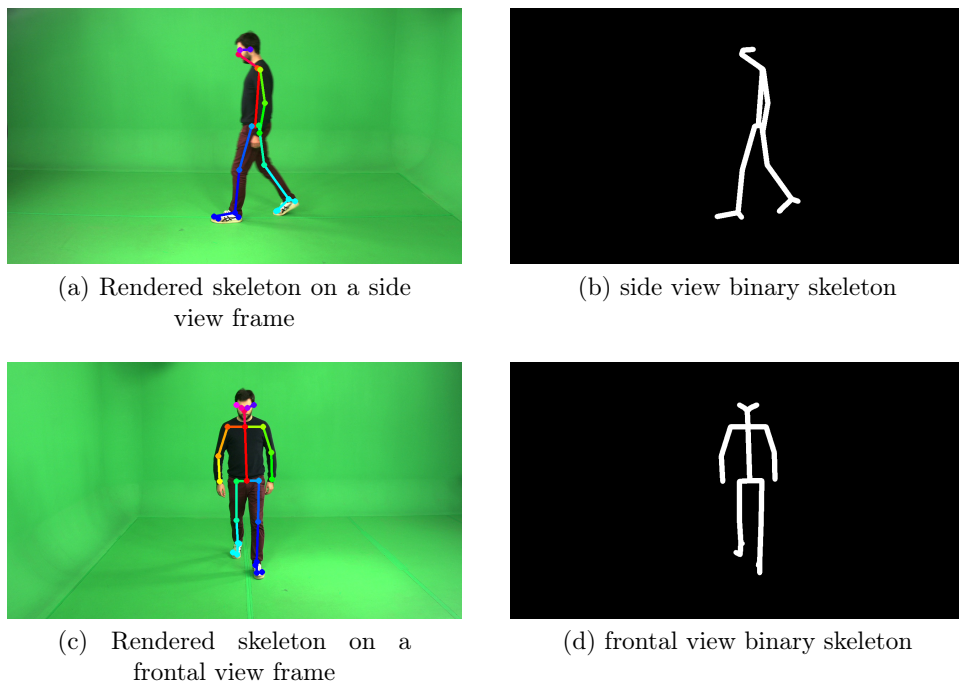 (a) Rendered skeleton on a side
view frame
(b) side view binary skeleton
(c) Rendered skeleton on a
frontal view frame
(d) frontal view binary skeleton